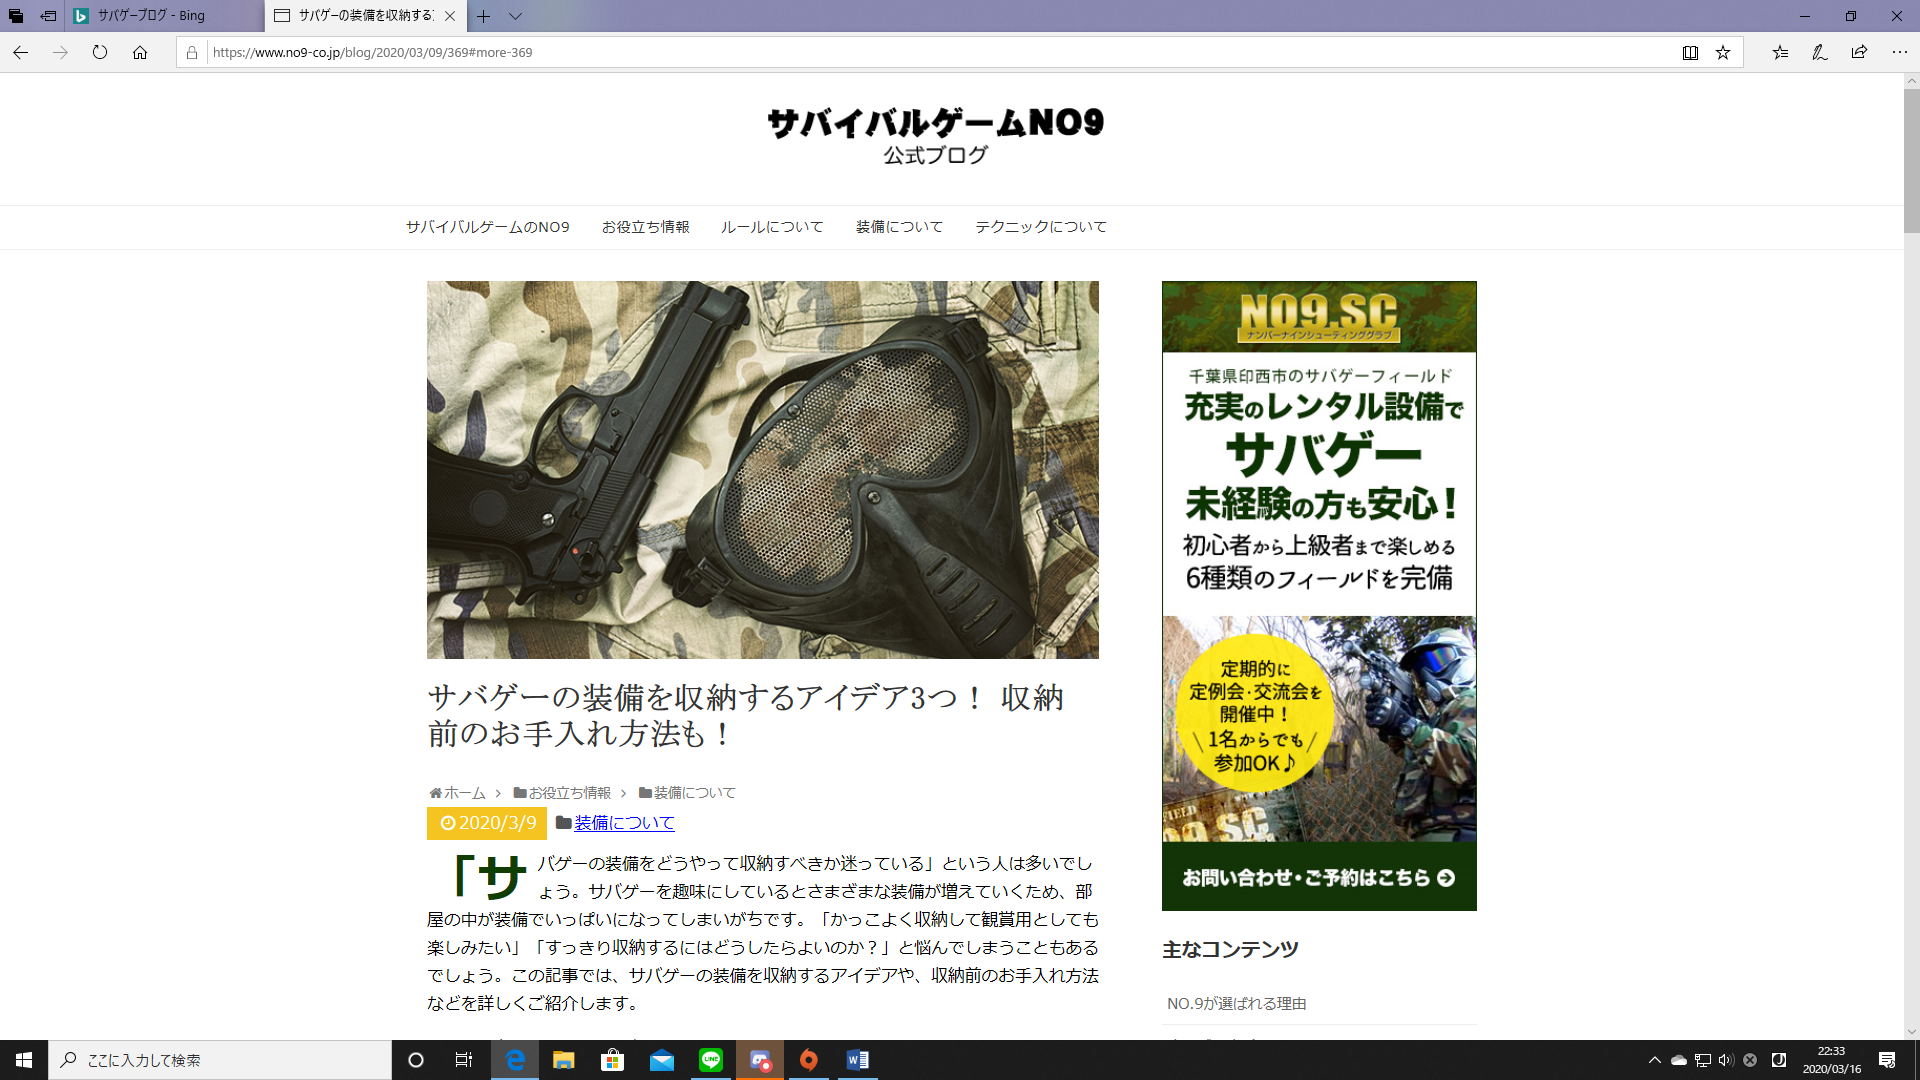 サバゲーブログ - Bing
サバゲーの装備を収納する
https://www.no9-co.jp/blog/2020/03/09/369#more-369
サバイバルゲームNO9
公式ブログ
サバイバルゲームのNO9 お役立ち情報 ルールについて 装備について テクニックについて
サバゲーの装備を収納するアイデア3つ！ 収納
前のお手入れ方法も！
ホーム > お役立ち情報 > 装備について
2020/3/9 装備について
「サバゲーの装備をどうやって収納すべきか迷っている」という人は多いでし
ょう。サバゲーを趣味にしているとさまざまな装備が増えていくため、部
屋の中が装備でいっぱいになってしまいがちです。「かっこよく収納して観賞用としても
楽しみたい」「すっきり収納するにはどうしたらよいのか？」と悩んでしまうこともある
でしょう。この記事では、サバゲーの装備を収納するアイデアや、収納前のお手入れ方法
などを詳しくご紹介します。
NO9.SC
ナンバーナインシューティングクラブ
千葉県印西市のサバゲーフィールド
充実のレンタル設備で
サバゲー
未経験の方も安心！
初心者から上級者まで楽しめる
6種類のフィールドを完備
定期的に
定例会・交流会を
開催中！
\ 1名からでも /
参加OK♪
FIELD
NO9 SC
お問い合わせ・ご予約はこちら
主なコンテンツ
NO.9が選ばれる理由
ここに入力して検索
LINE
22:33
2020/03/16